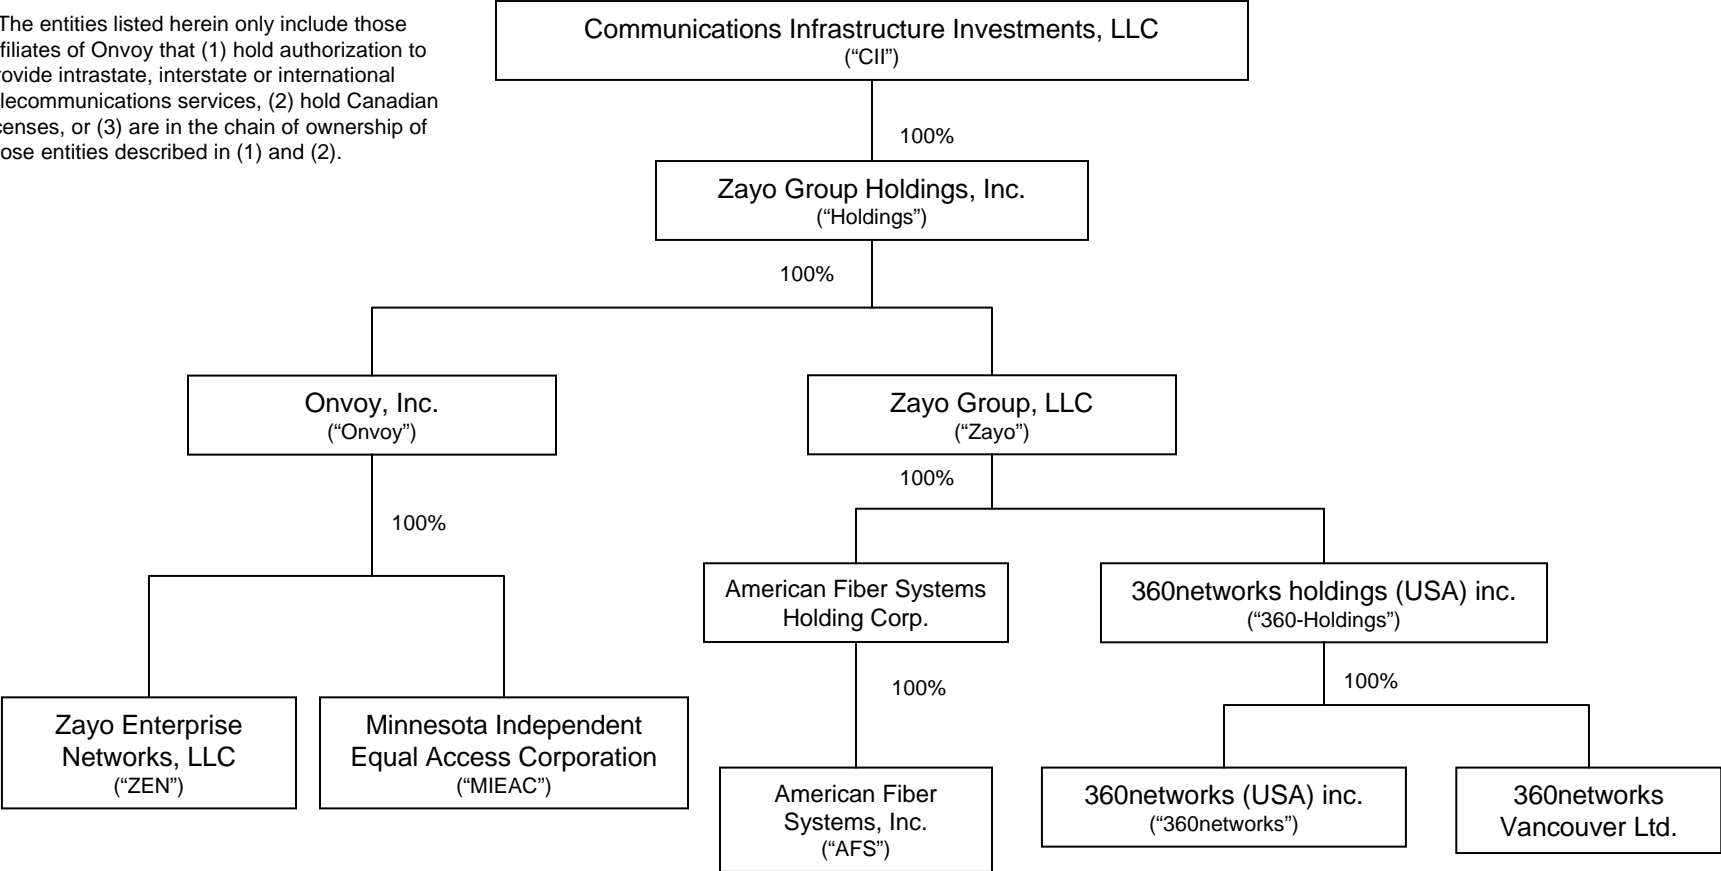 The entities listed herein only include those
filiates of Onvoy that (1) hold authorization to
rovide intrastate, interstate or international
lecommunications services, (2) hold Canadian
censes, or (3) are in the chain of ownership of
ose entities described in (1) and (2).
Communications Infrastructure Investments, LLC
(“CII”)
100%
Zayo Group Holdings, Inc.
(“Holdings”)
100%
Onvoy, Inc.
(“Onvoy”)
Zayo Group, LLC
(“Zayo”)
100%
100%
American Fiber Systems
Holding Corp.
360networks holdings (USA) inc.
(“360-Holdings”)
100%
100%
Zayo Enterprise
Networks, LLC
(“ZEN”)
Minnesota Independent
Equal Access Corporation
(“MIEAC”)
American Fiber
Systems, Inc.
(“AFS”)
360networks (USA) inc.
(“360networks”)
360networks
Vancouver Ltd.